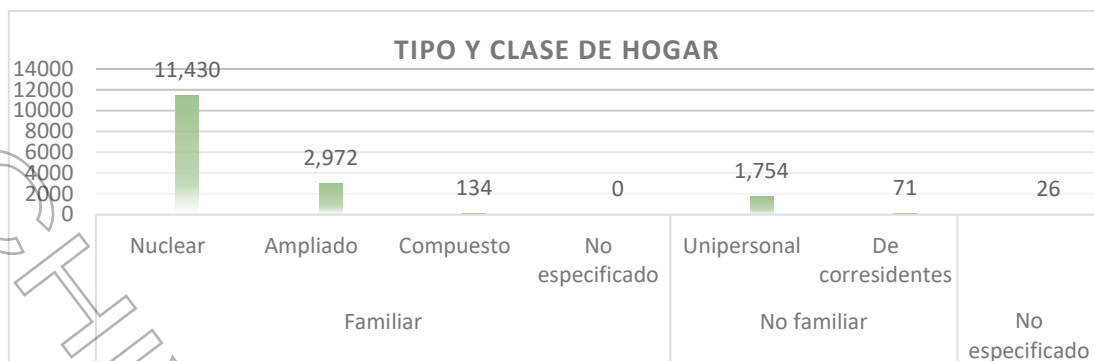 TIPO Y CLASE DE HOGAR
14000
12000
10000
8000
6000
4000
2000
0
11,430
2,972
134
0
1,754
71
26
Nuclear
Ampliado
Compuesto
No
especificado
Unipersonal
De
corresidentes
Familiar
No familiar
No
especificado